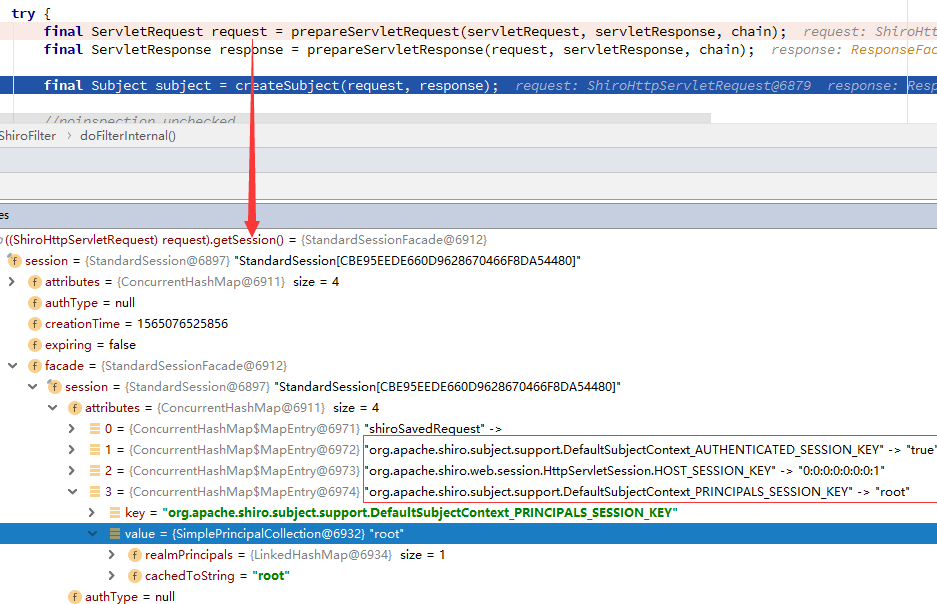 try {
final ServletRequest request = prepareServletRequest(servletRequest, servletResponse, chain); request: ShiroHtt
final ServletResponse response = prepareServletResponse(request, servletResponse, chain); response: ResponseFac
final Subject subject = createSubject(request, response); request: ShiroHttpServletRequest@6879 response: Resp
//noinspection unchecked
ShiroFilter > doFilterInternal()
es
((ShiroHttpServletRequest) request).getSession() = {StandardSessionFacade@6912}
f session = {StandardSession@6897} "StandardSession[CBE95EEDE660D9628670466F8DA54480]"
f attributes = {ConcurrentHashMap@6911} size = 4
f authType = null
f creationTime = 1565076525856
f expiring = false
f facade = {StandardSessionFacade@6912}
f session = {StandardSession@6897} "StandardSession[CBE95EEDE660D9628670466F8DA54480]"
f attributes = {ConcurrentHashMap@6911} size = 4
0 = {ConcurrentHashMap$MapEntry@6971} "shiroSavedRequest" ->
1 = {ConcurrentHashMap$MapEntry@6972} "org.apache.shiro.subject.support.DefaultSubjectContext_AUTHENTICATED_SESSION_KEY" -> "true"
2 = {ConcurrentHashMap$MapEntry@6973} "org.apache.shiro.web.session.HttpServletSession.HOST_SESSION_KEY" -> "0:0:0:0:0:0:0:1"
3 = {ConcurrentHashMap$MapEntry@6974} "org.apache.shiro.subject.support.DefaultSubjectContext_PRINCIPALS_SESSION_KEY" -> "root"
key = "org.apache.shiro.subject.support.DefaultSubjectContext_PRINCIPALS_SESSION_KEY"
value = {SimplePrincipalCollection@6932} "root"
f realmPrincipals = {LinkedHashMap@6934} size = 1
f cachedToString = "root"
f authType = null